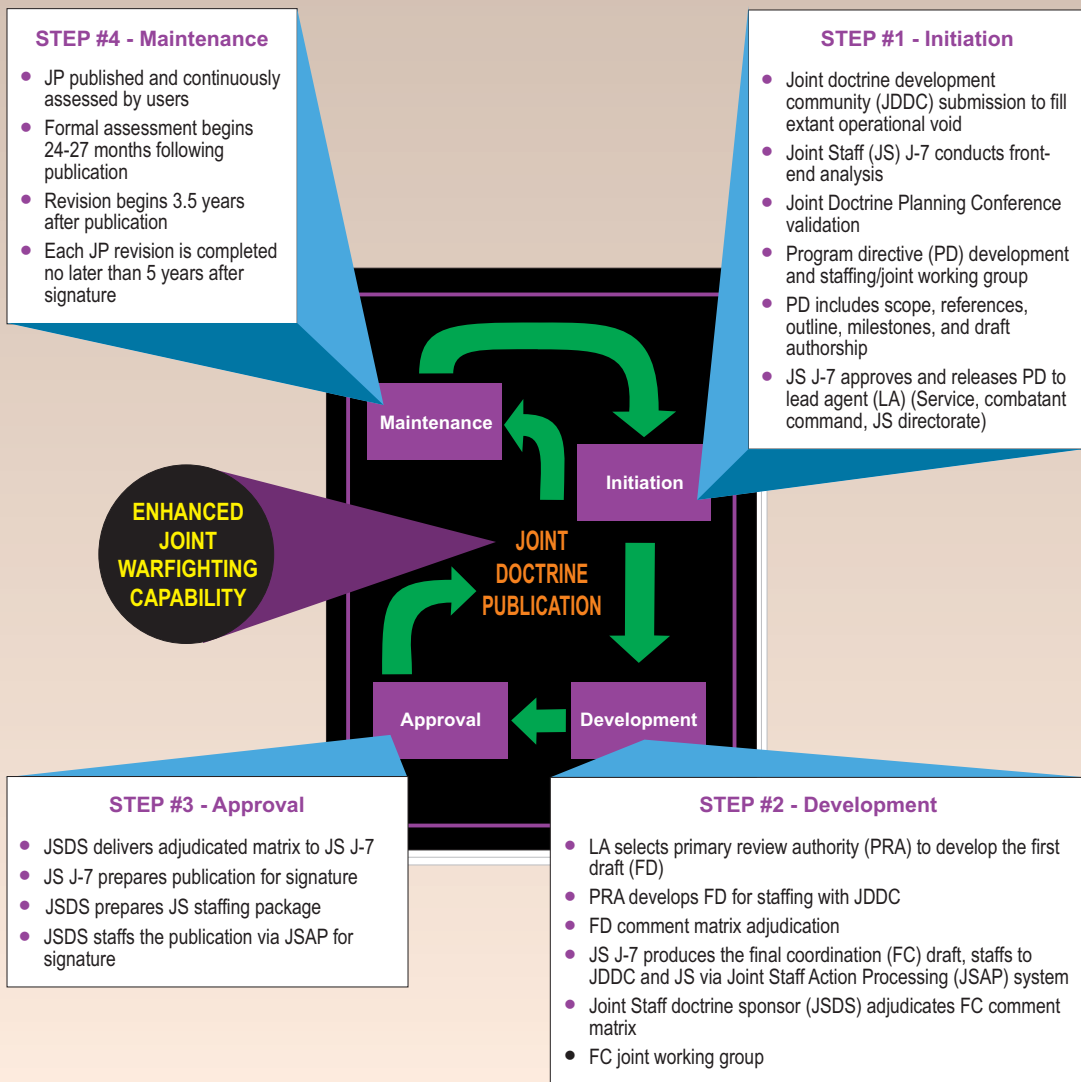 STEP #4 - Maintenance
• JP published and continuously
assessed by users
• Formal assessment begins
24-27 months following
publication
• Revision begins 3.5 years
after publication
• Each JP revision is completed
no later than 5 years after
signature
STEP #1 - Initiation
• Joint doctrine development
community (JDDC) submission to fill
extant operational void
• Joint Staff (JS) J-7 conducts front-
end analysis
• Joint Doctrine Planning Conference
validation
• Program directive (PD) development
and staffing/joint working group
• PD includes scope, references,
outline, milestones, and draft
authorship
• JS J-7 approves and releases PD to
lead agent (LA) (Service, combatant
command, JS directorate)
Maintenance
Initiation
ENHANCED
JOINT
WARFIGHTING
CAPABILITY
JOINT
DOCTRINE
PUBLICATION
Approval
Development
STEP #3 - Approval
• JSDS delivers adjudicated matrix to JS J-7
• JS J-7 prepares publication for signature
• JSDS prepares JS staffing package
• JSDS staffs the publication via JSAP for
signature
STEP #2 - Development
• LA selects primary review authority (PRA) to develop the first
draft (FD)
• PRA develops FD for staffing with JDDC
• FD comment matrix adjudication
• JS J-7 produces the final coordination (FC) draft, staffs to
JDDC and JS via Joint Staff Action Processing (JSAP) system
• Joint Staff doctrine sponsor (JSDS) adjudicates FC comment
matrix
• FC joint working group